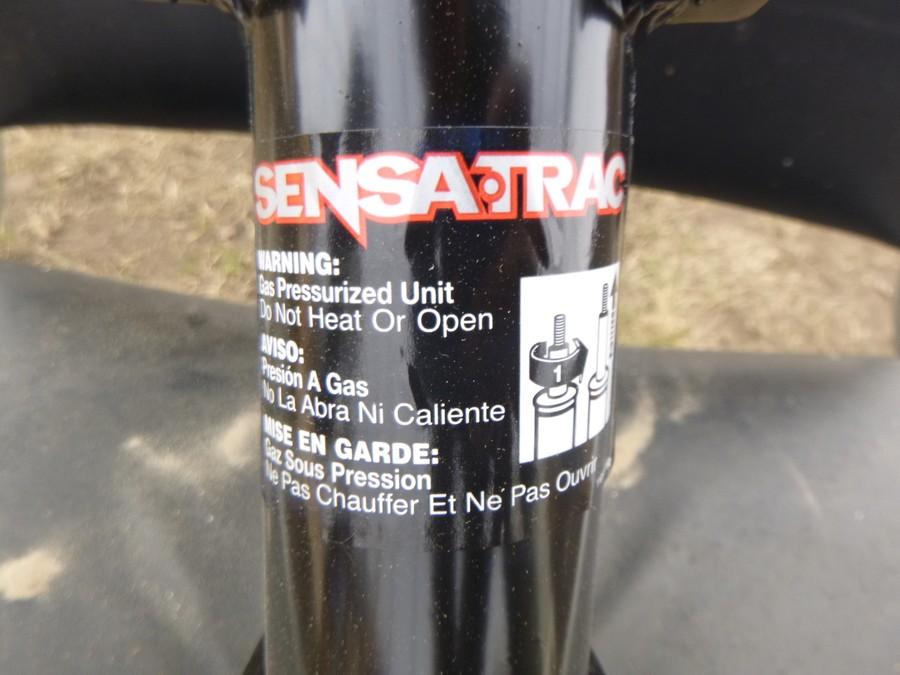 SENSA-TRAC
WARNING:
Gas Pressurized Unit
Do Not Heat Or Open
AVISO:
Presión A Gas
No La Abra Ni Caliente
MISE EN GARDE:
Gaz Sous Pression
Ne Pas Chauffer Et Ne Pas Ouvrir
1